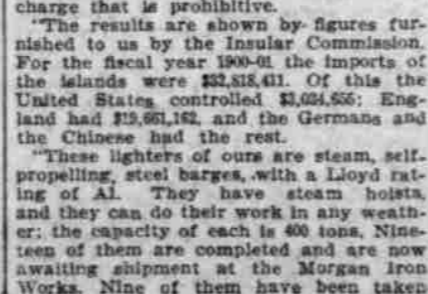 charge that is prohibitive.
"The results are shown by figures fur-
nished to us by the Insular Commission.
For the fiscal year 1900-01 the imports of
the islands were $32,818,411. Of this the
United States controlled $3,034,655; Eng-
land had $19,661,162, and the Germans and
the Chinese had the rest.
"These lighters of ours are steam, self-
propelling, steel barges, with a Lloyd rat-
ing of A1. They have steam hoists,
and they can do their work in any weath-
er; the capacity of each is 400 tons. Nine-
teen of them are completed and are now
awaiting shipment at the Morgan Iron
Works. Nine of them have been taken